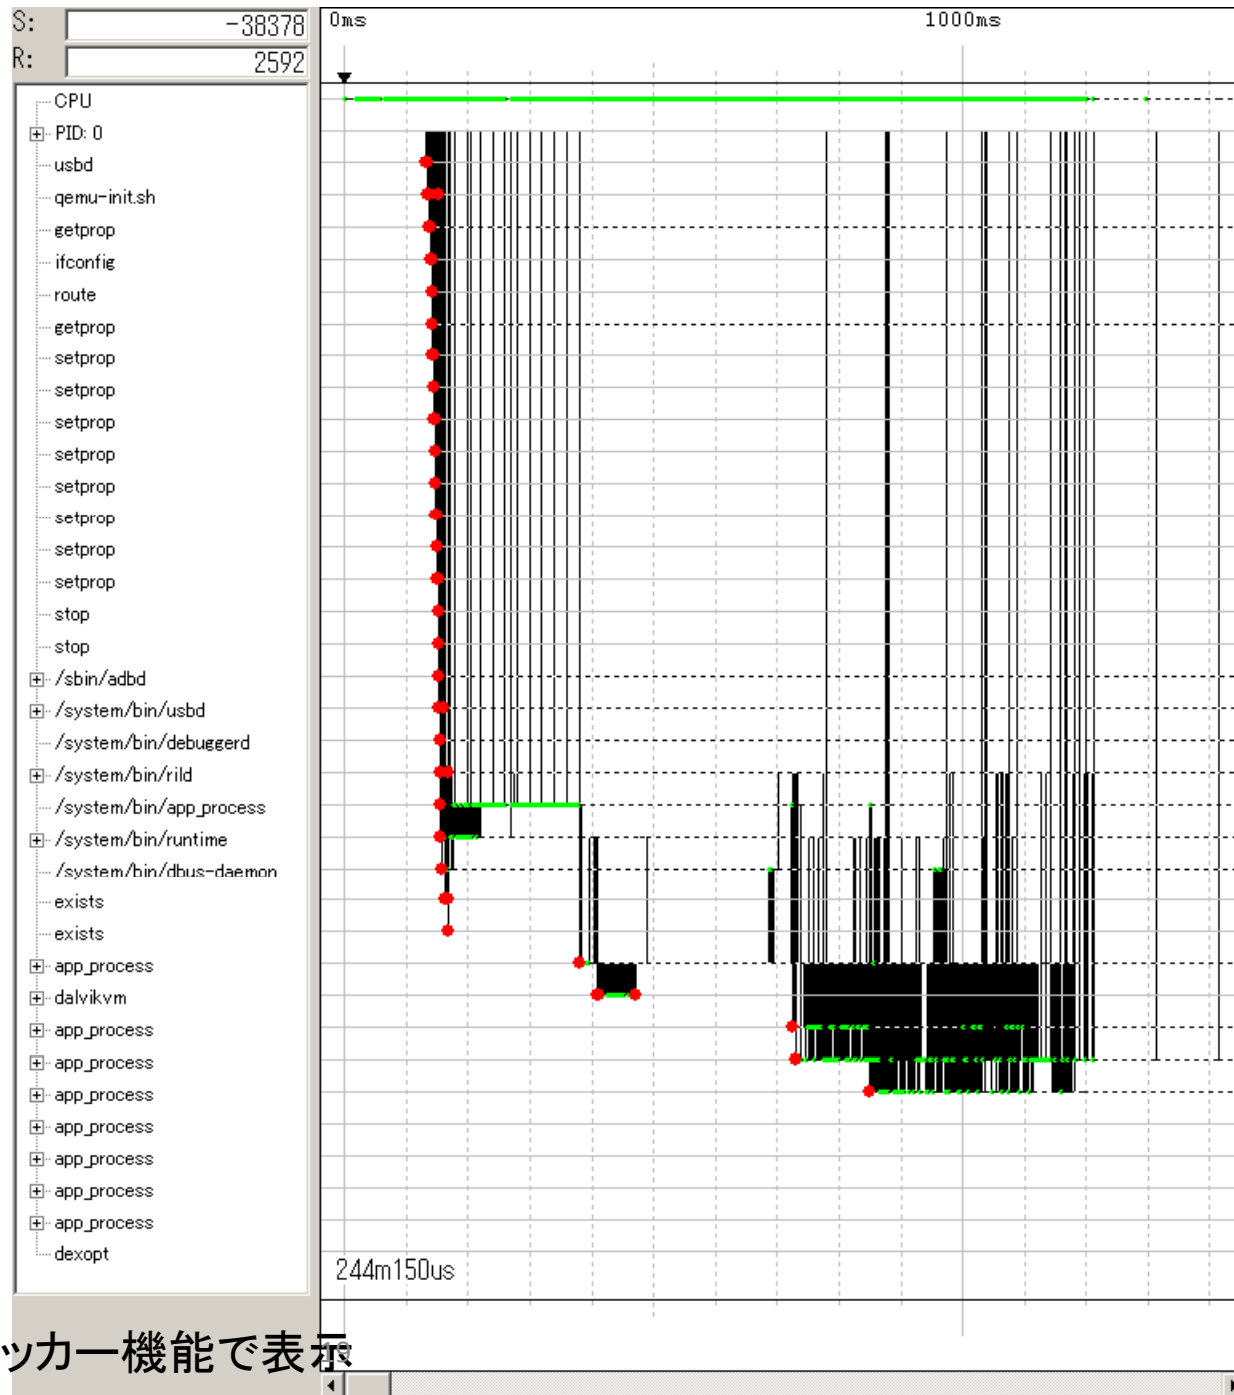 S: -38378
R: 2592
0ms 1000ms
CPU
PID: 0
usbd
qemu-init.sh
getprop
ifconfig
route
getprop
setprop
setprop
setprop
setprop
setprop
setprop
setprop
setprop
stop
stop
/sbin/adbd
/system/bin/usbd
/system/bin/debuggerd
/system/bin/rild
/system/bin/app_process
/system/bin/runtime
/system/bin/dbus-daemon
exists
exists
app_process
dalvikvm
app_process
app_process
app_process
app_process
app_process
app_process
app_process
dexopt
244m150us
ッカー機能で表示
19